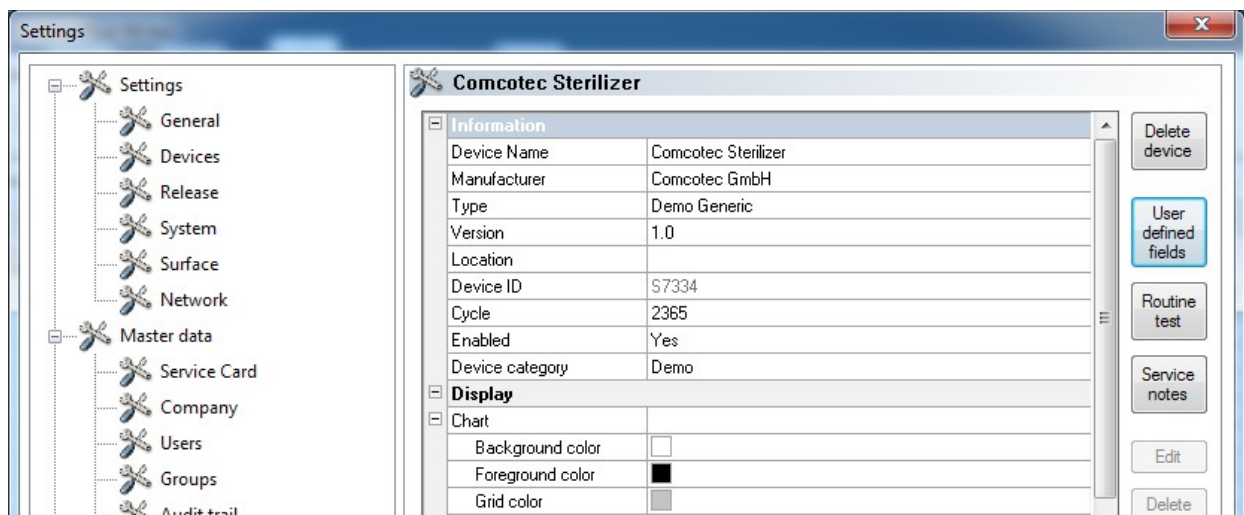 Settings
Settings
General
Devices
Release
System
Surface
Network
Master data
Service Card
Company
Users
Groups
Audit trail
Comcotec Sterilizer
Information
Device Name Comcotec Sterilizer
Manufacturer Comcotec GmbH
Type Demo Generic
Version 1.0
Location
Device ID S7334
Cycle 2365
Enabled Yes
Device category Demo
Display
Chart
Background color
Foreground color
Grid color
Delete
device
User
defined
fields
Routine
test
Service
notes
Edit
Delete